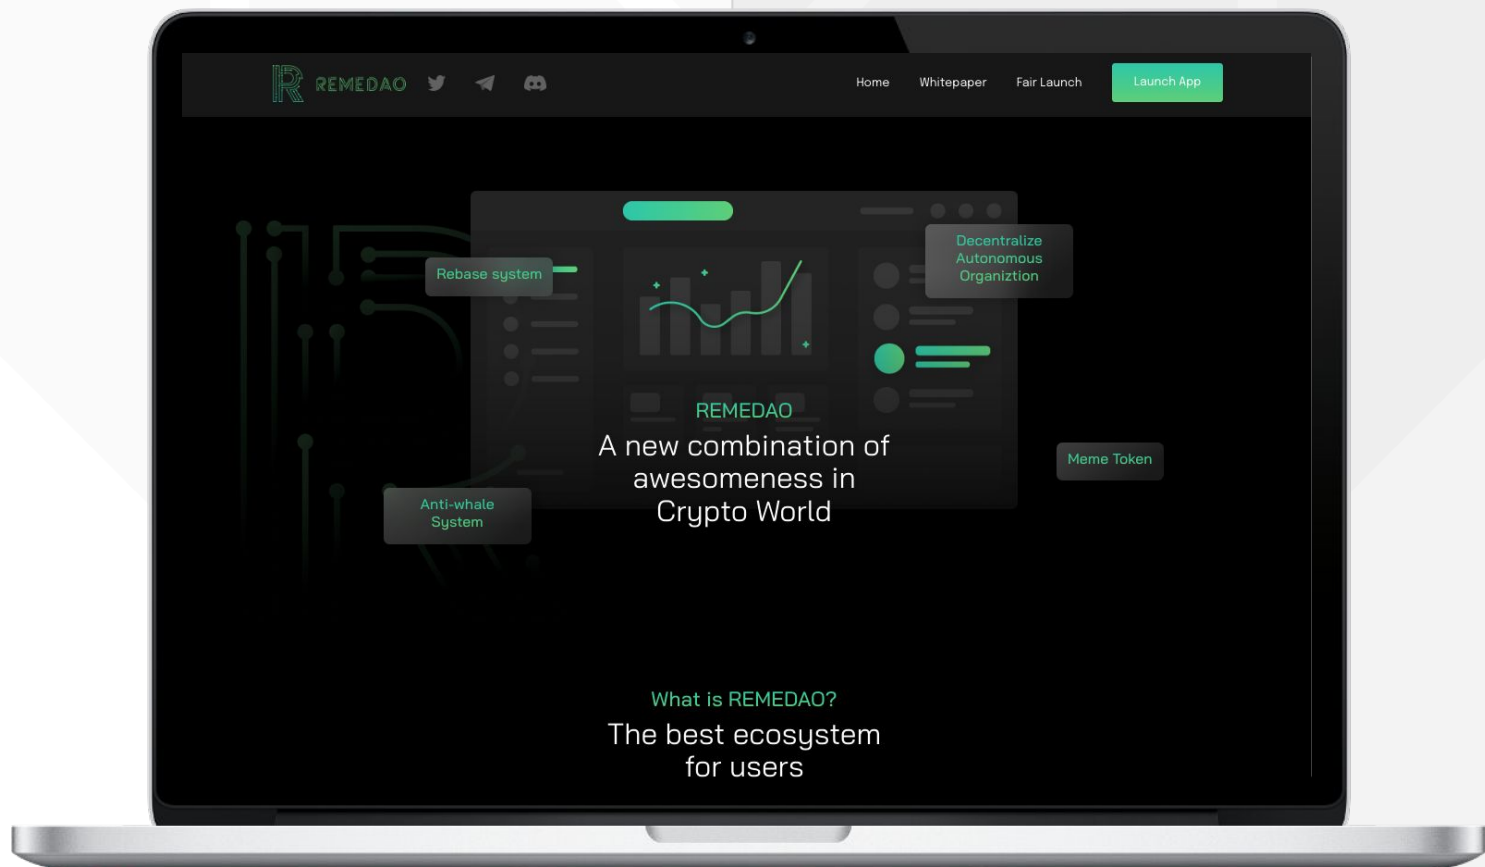 REMEDAO
Home
Whitepaper
Fair Launch
Launch App
Rebase system
Decentralize
Autonomous
Organiztion
REMEDAO
A new combination of
awesomeness in
Crypto World
Meme Token
Anti-whale
System
What is REMEDAO?
The best ecosystem
for users